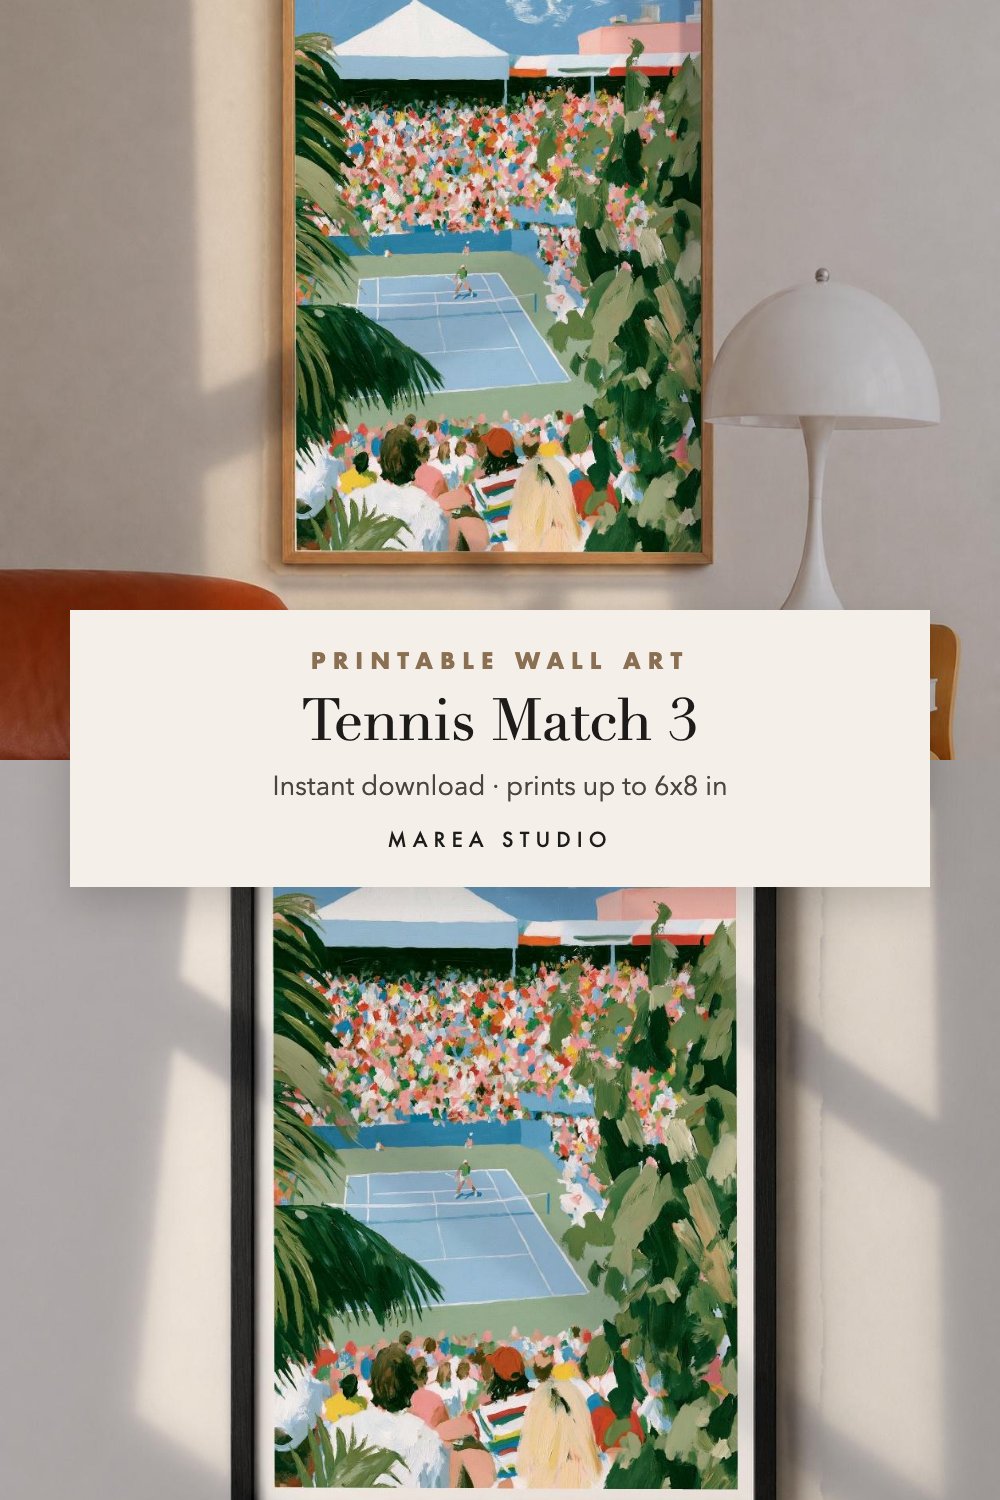 PRINTABLE WALL ART
Tennis Match 3
Instant download · prints up to 6x8 in
MAREA STUDIO